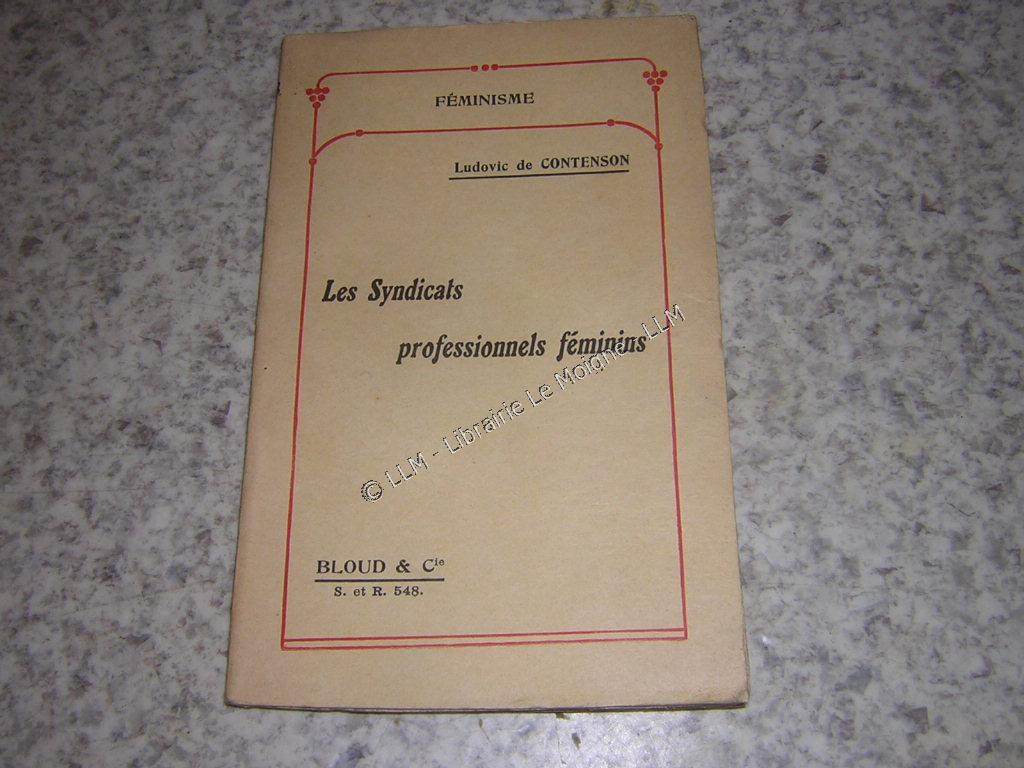 FÉMINISME
Ludovic de CONTENSON
Les Syndicats
professionnels féminins
© LLM - Librairie Le Moigne - LLM
BLOUD & Cie
S. et R. 548.